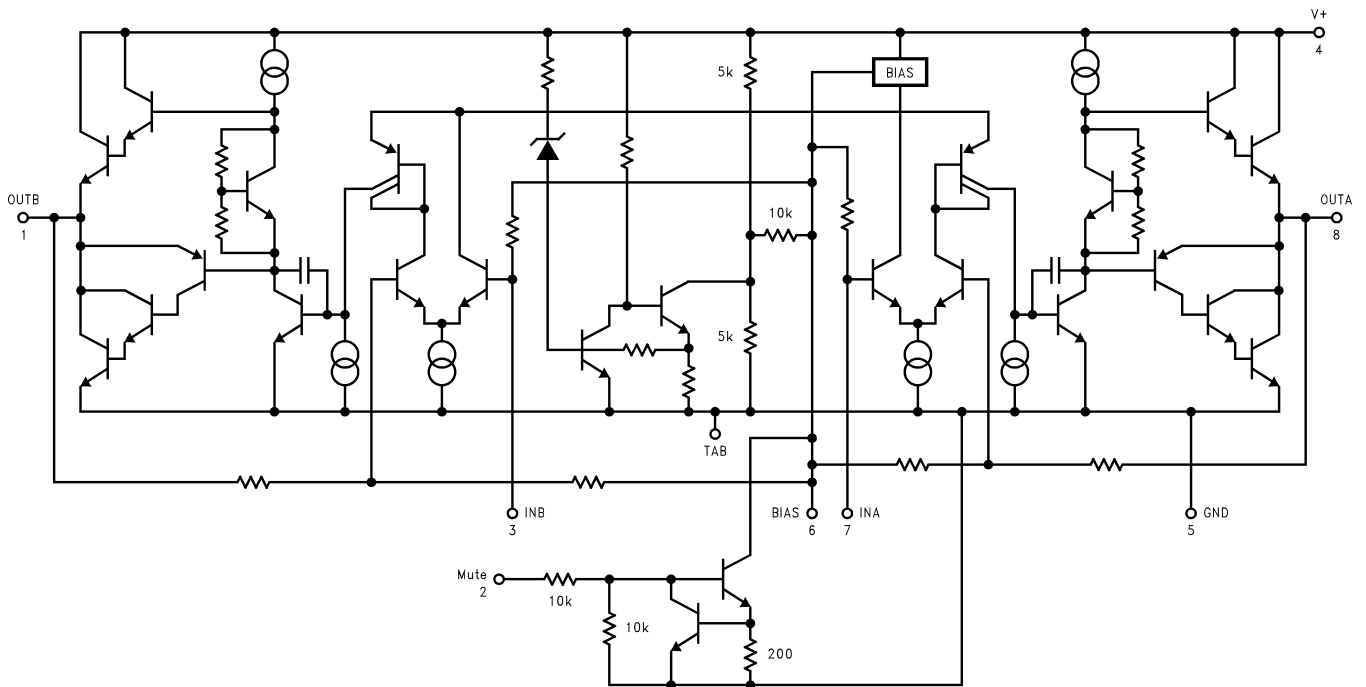 V+
4
5k
BIAS
OUTB
1
10k
OUTA
8
5k
TAB
INB
3
BIAS
6
INA
7
GND
5
Mute
2
10k
10k
200